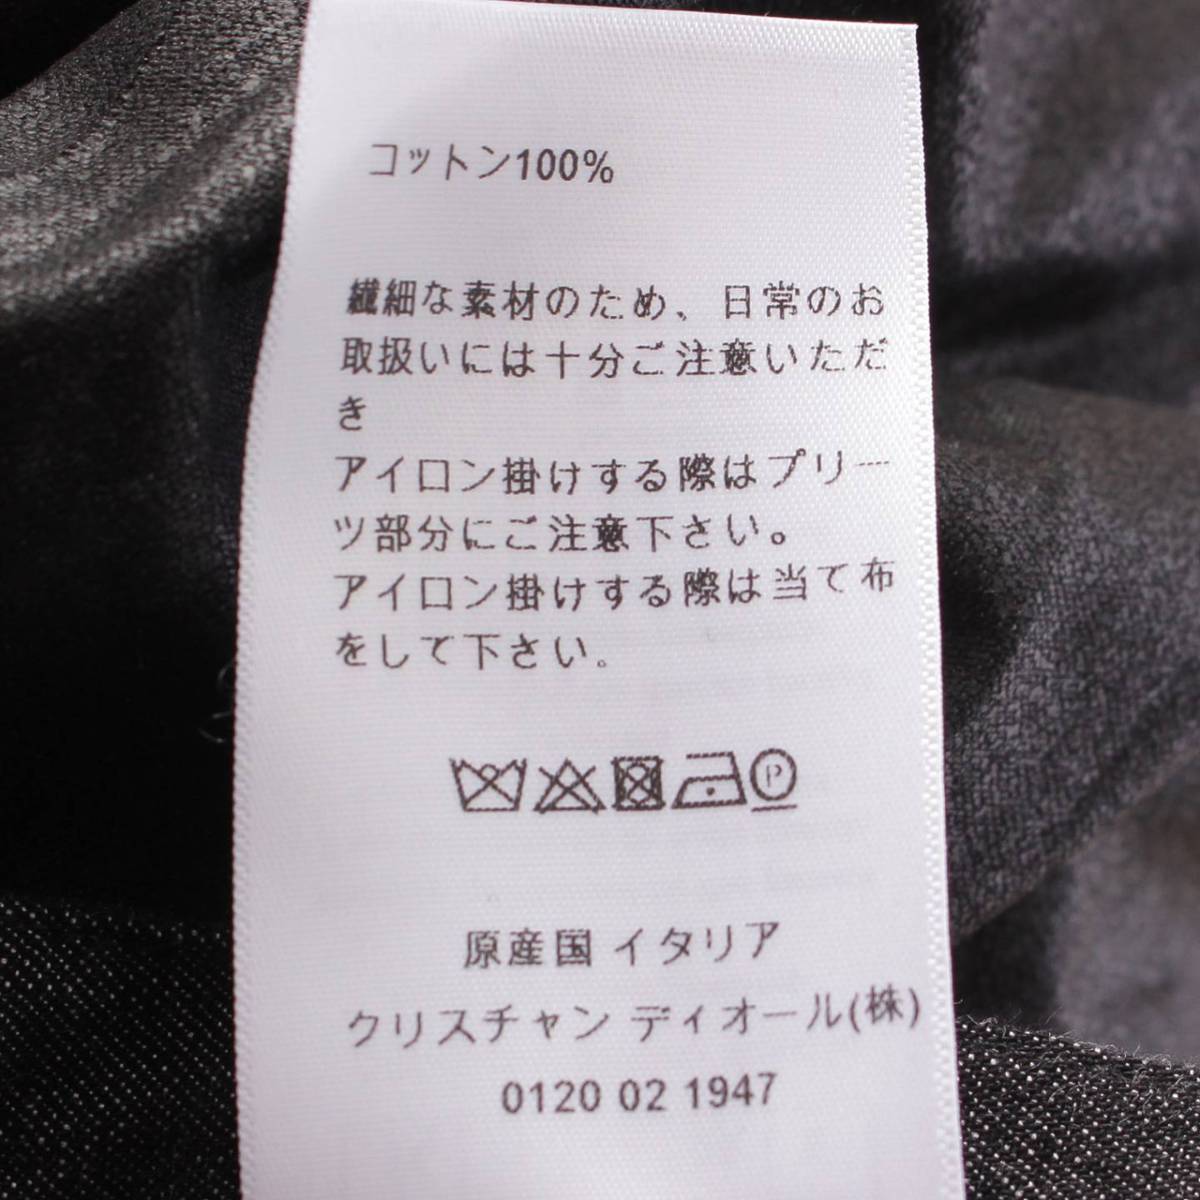 コットン100%
繊細な素材のため、日常のお
取扱いには十分ご注意いただ
き
アイロン掛けする際はプリー
ツ部分にご注意下さい。
アイロン掛けする際は当て布
をして下さい。
P
原産国 イタリア
クリスチャン ディオール(株)
0120 02 1947